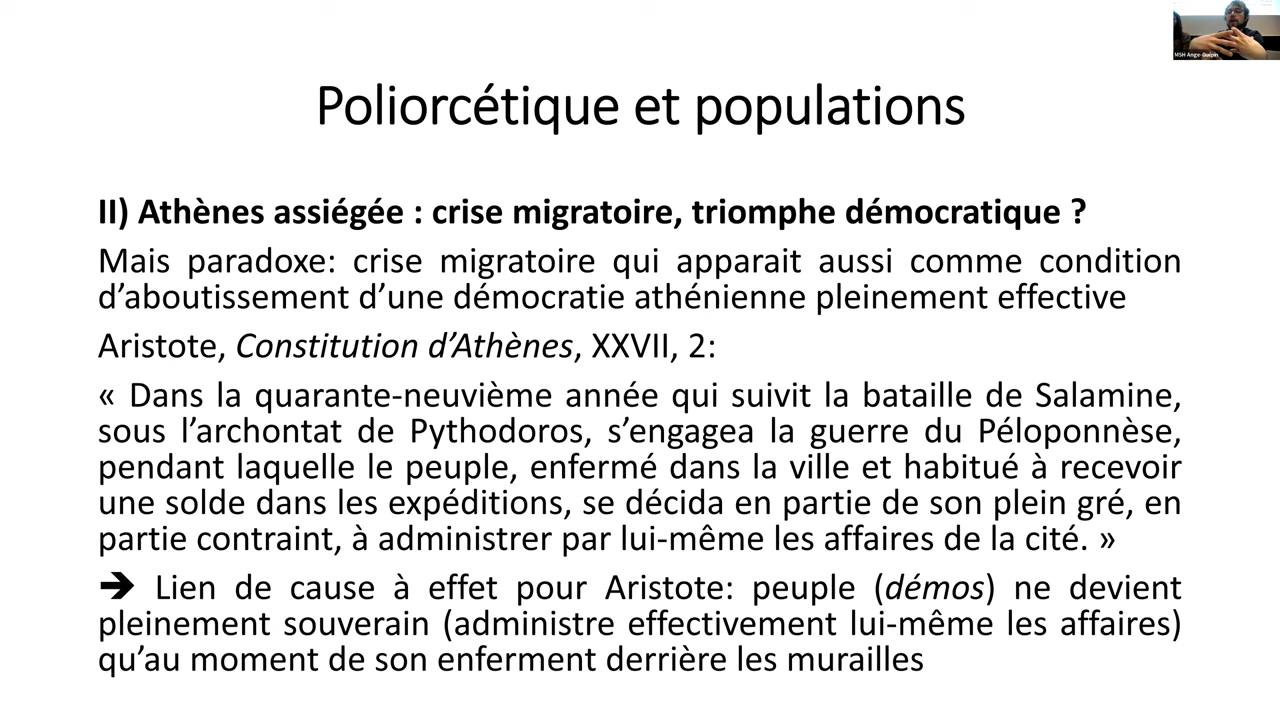 MSH Ange-Guépin
Poliorcétique et populations
II) Athènes assiégée : crise migratoire, triomphe démocratique ?
Mais paradoxe: crise migratoire qui apparait aussi comme condition
d’aboutissement d’une démocratie athénienne pleinement effective
Aristote, Constitution d’Athènes, XXVII, 2:
« Dans la quarante-neuvième année qui suivit la bataille de Salamine,
sous l’archontat de Pythodoros, s’engagea la guerre du Péloponnèse,
pendant laquelle le peuple, enfermé dans la ville et habitué à recevoir
une solde dans les expéditions, se décida en partie de son plein gré, en
partie contraint, à administrer par lui-même les affaires de la cité. »
➔ Lien de cause à effet pour Aristote: peuple (démos) ne devient
pleinement souverain (administre effectivement lui-même les affaires)
qu’au moment de son enferment derrière les murailles